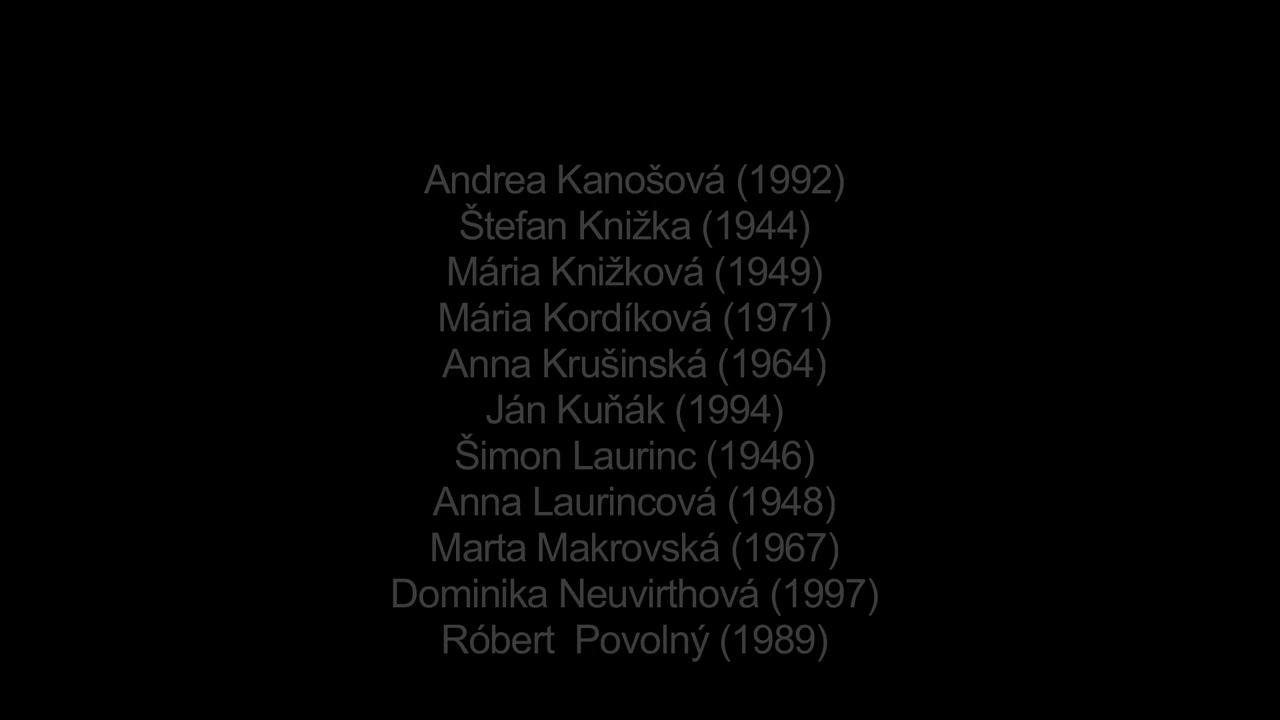 Andrea Kanošová (1992)
Štefan Knižka (1944)
Mária Knižková (1949)
Mária Kordíková (1971)
Anna Krušinská (1964)
Ján Kuňák (1994)
Šimon Laurinc (1946)
Anna Laurincová (1948)
Marta Makrovská (1967)
Dominika Neuvirthová (1997)
Róbert  Povolný (1989)